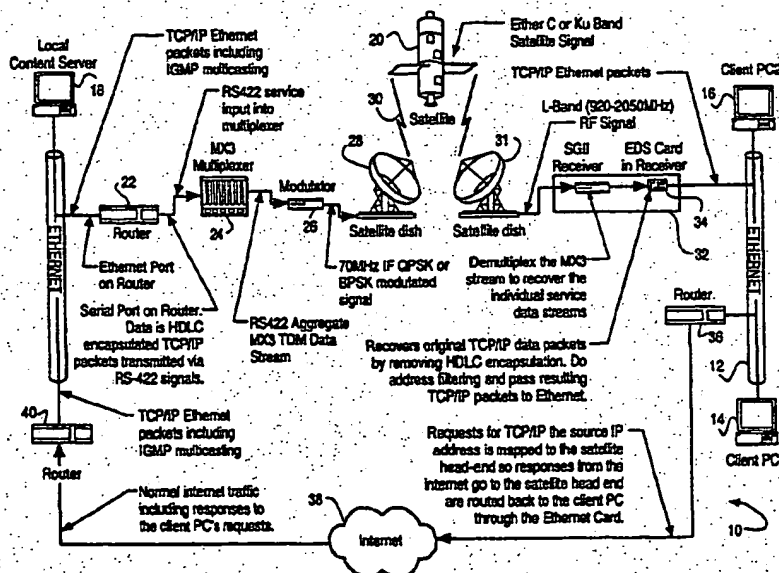 Local
Content Server
18
TCP/IP Ethernet
packets including
IGMP multicasting
RS422 service
input into
multiplexer
MX3
Multiplexer
24
22
Router
Ethernet Port
on Router
Serial Port on Router.
Data is HDLC
encapsulated TCP/IP
packets transmitted via
RS-422 signals.
ETHERNET
Modulator
26
RS422 Aggregate
MX3 TDM Data
Stream
70MHz IF QPSK or
BPSK modulated
signal
28
Satellite dish
20
30
Satellite
Either C or Ku Band
Satellite Signal
31
Satellite dish
L-Band (920-2050MHz)
RF Signal
TCP/IP Ethernet packets
SGII
Receiver
EDS Card
in Receiver
34
32
Demultiplex the MX3
stream to recover the
individual service
data streams
Recovers original TCP/IP data packets
by removing HDLC encapsulation. Do
address filtering and pass resulting
TCP/IP packets to Ethernet.
Client PC2
16
ETHERNET
Router
36
12
14
Client PC
10
Requests for TCP/IP the source IP
address is mapped to the satellite
head-end so responses from the
internet go to the satellite head end
are routed back to the client PC
through the Ethernet Card.
38
Internet
40
Router
TCP/IP Ethernet
packets including
IGMP multicasting
Normal internet traffic
including responses to
the client PC's requests.